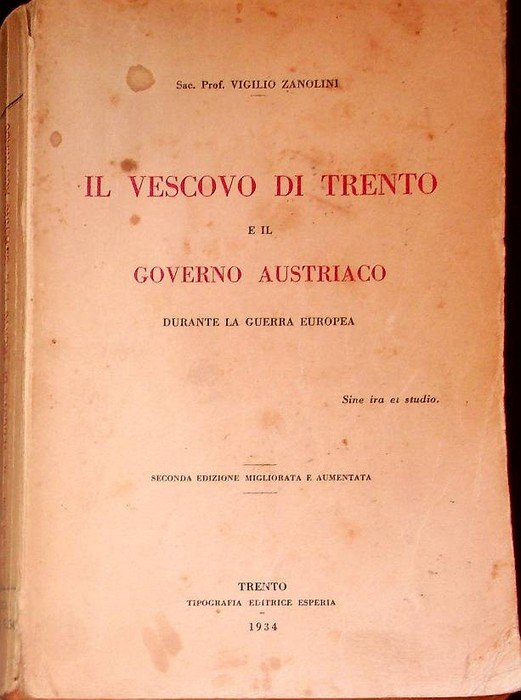 Sac. Prof. VIGILIO ZANOLINI
IL VESCOVO DI TRENTO
E IL
GOVERNO AUSTRIACO
DURANTE LA GUERRA EUROPEA
Sine ira et studio.
SECONDA EDIZIONE MIGLIORATA E AUMENTATA
TRENTO
TIPOGRAFIA EDITRICE ESPERIA
1934